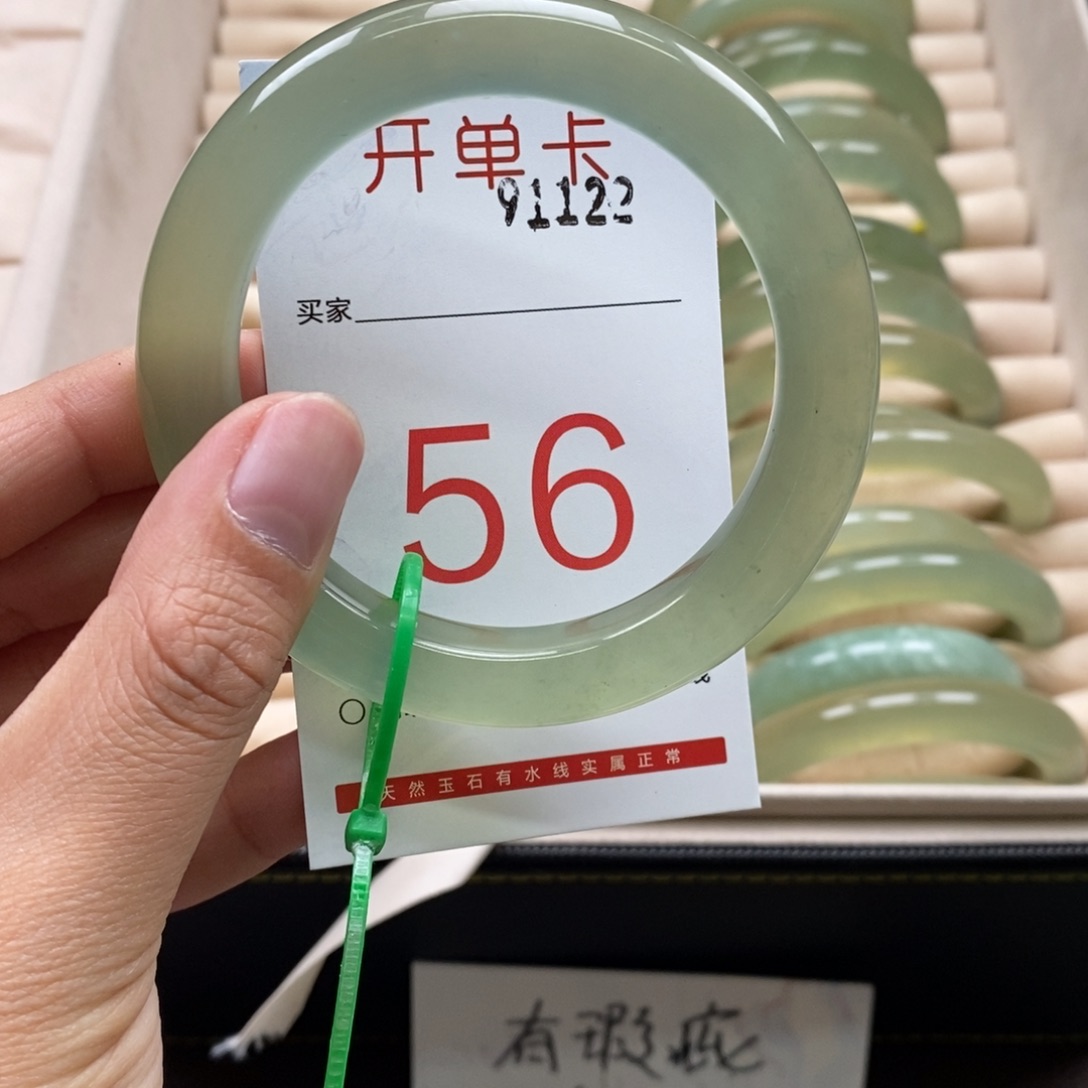 开单卡
91122
买家
56
天然玉石有水线实属正常
有瑕疵